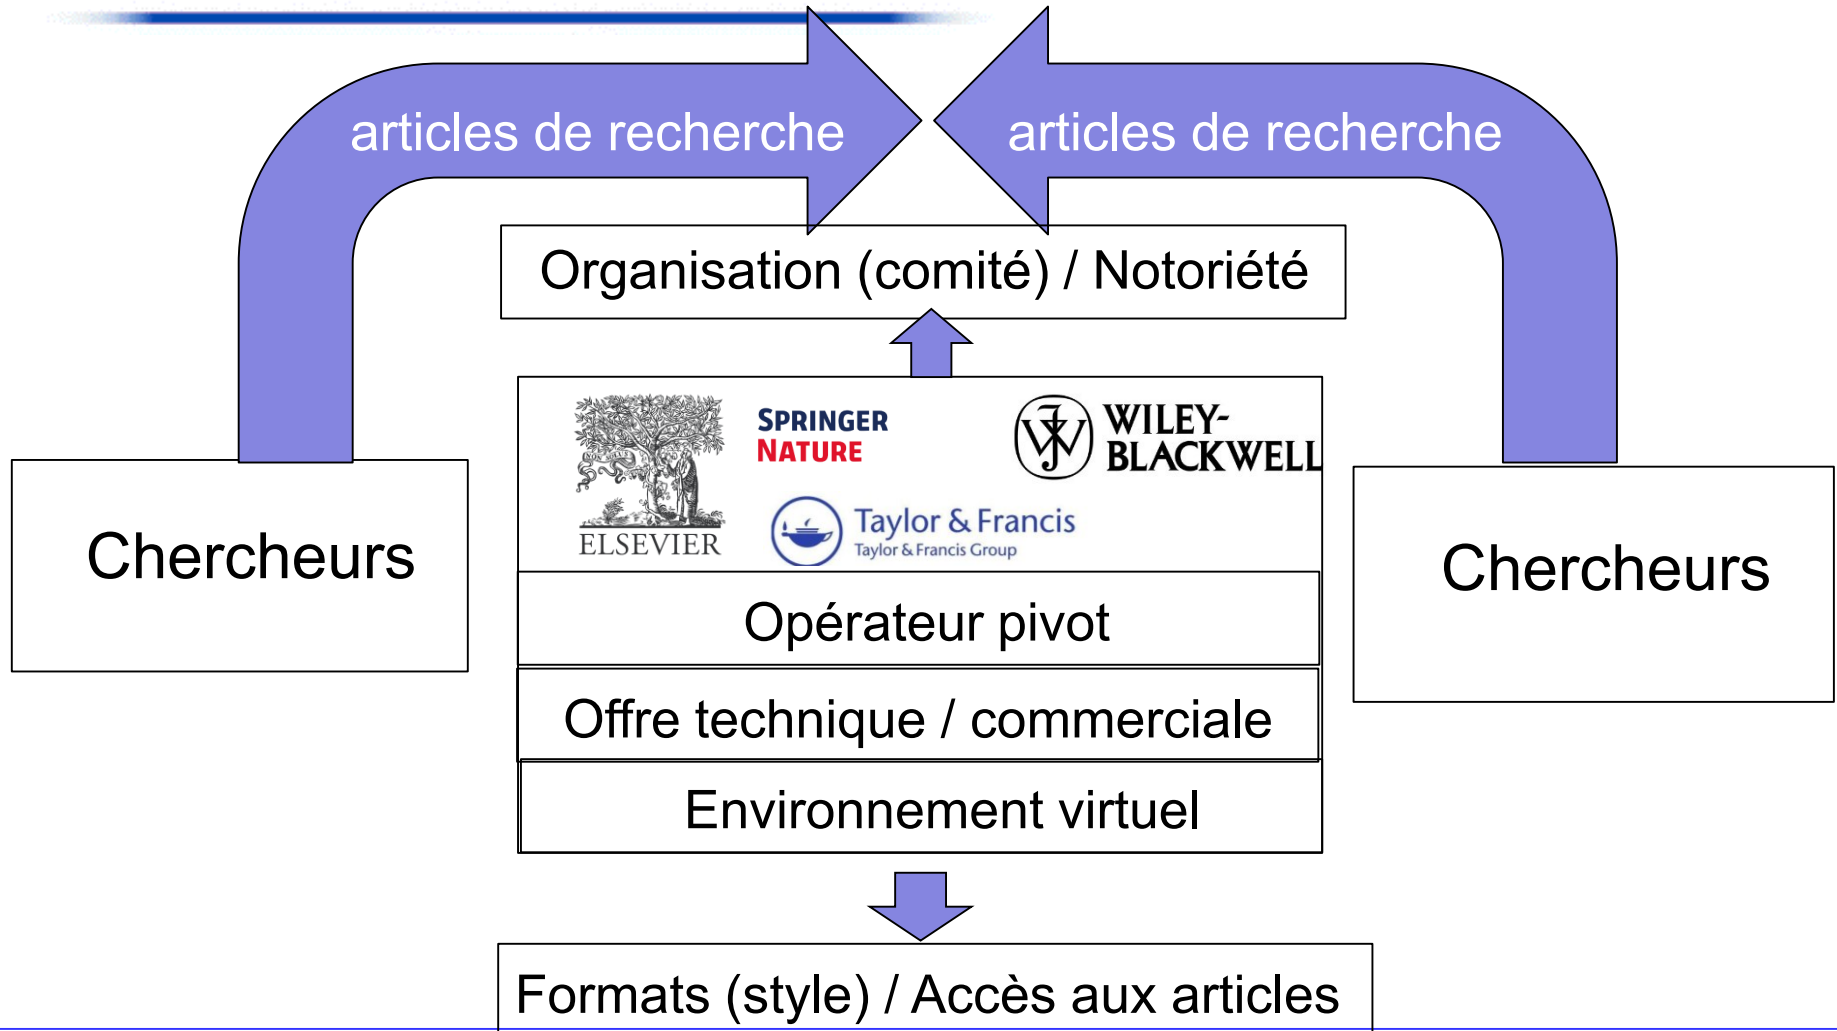 articles de recherche
articles de recherche
Organisation (comité) / Notoriété
ELSEVIER
SPRINGER
NATURE
WILEY-
BLACKWELL
Taylor & Francis
Taylor & Francis Group
Chercheurs
Chercheurs
Opérateur pivot
Offre technique / commerciale
Environnement virtuel
Formats (style) / Accès aux articles